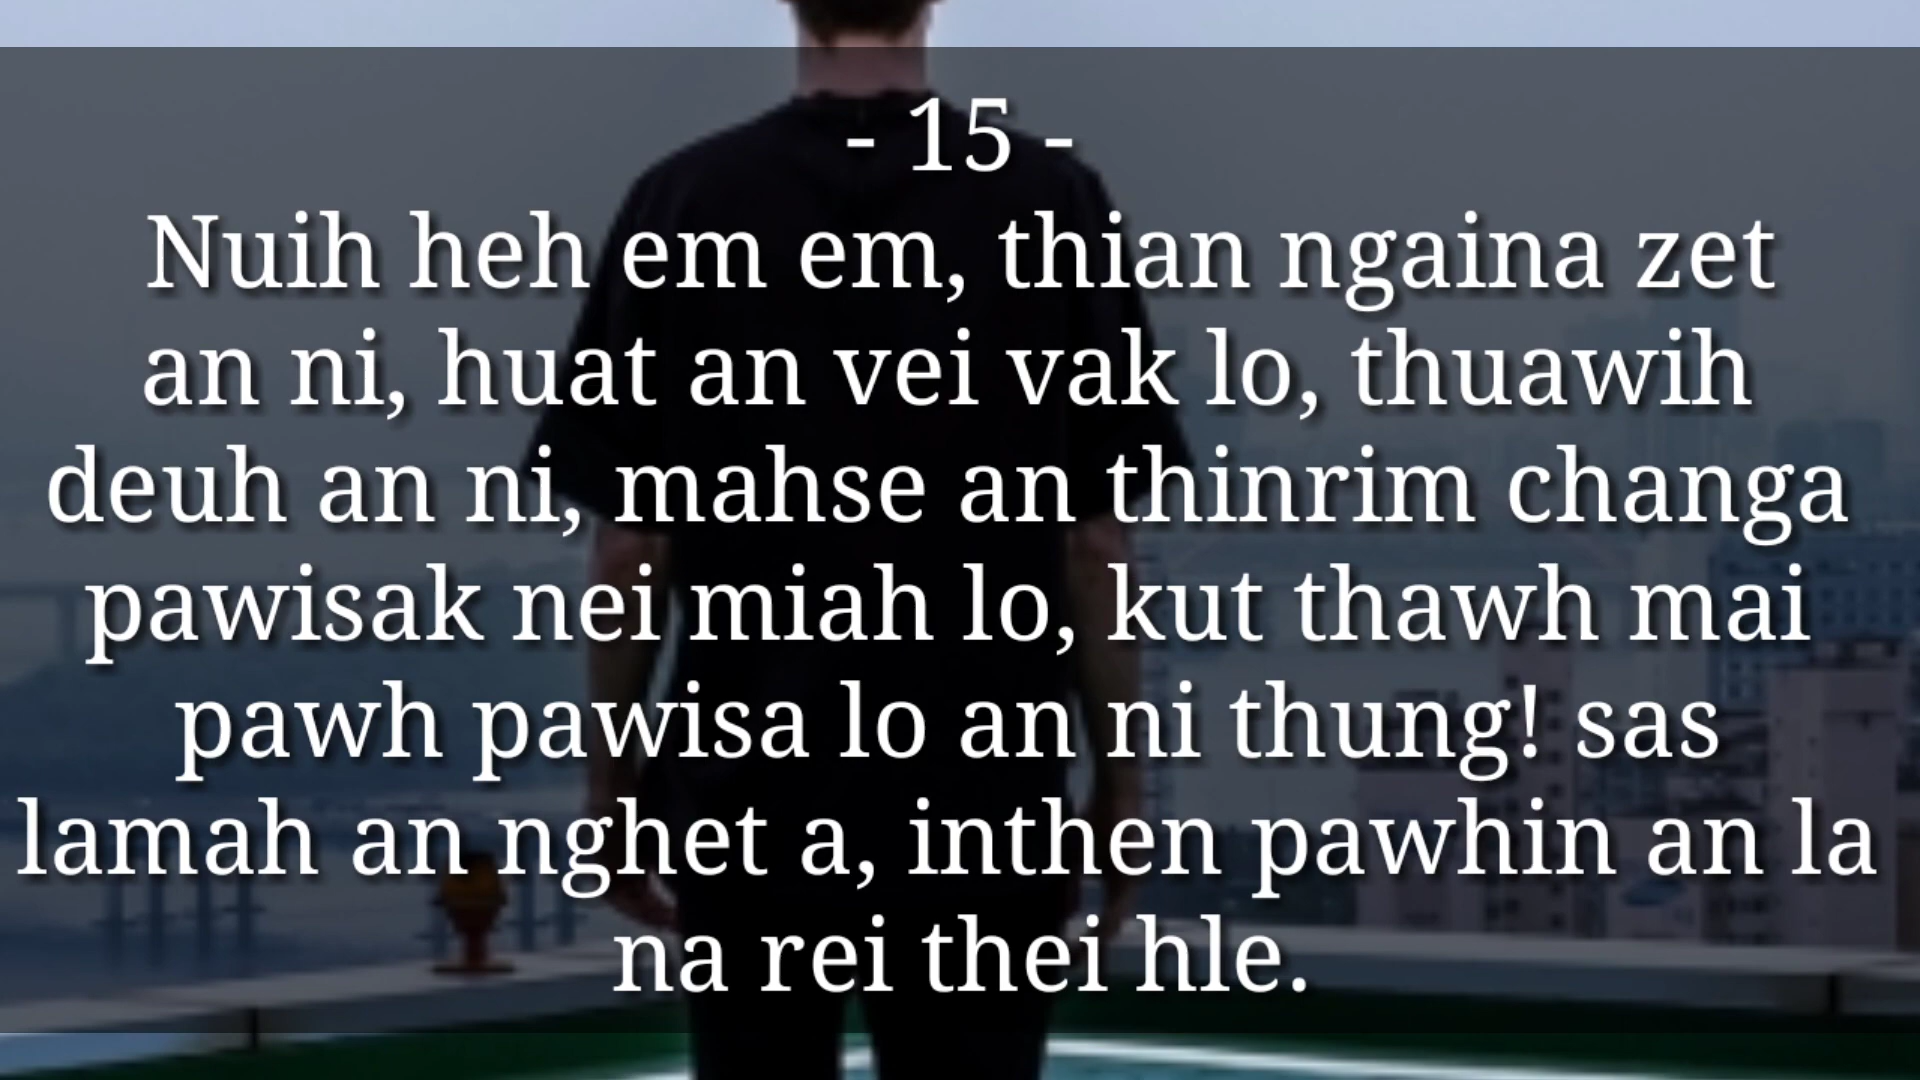 - 15 -
Nuih heh em em, thian ngaina zet
an ni, huat an vei vak lo, thuawih
deuh an ni, mahse an thinrim changa
pawisak nei miah lo, kut thawh mai
pawh pawisa lo an ni thung! sas
lamah an nghet a, inthen pawhin an la
na rei thei hle.